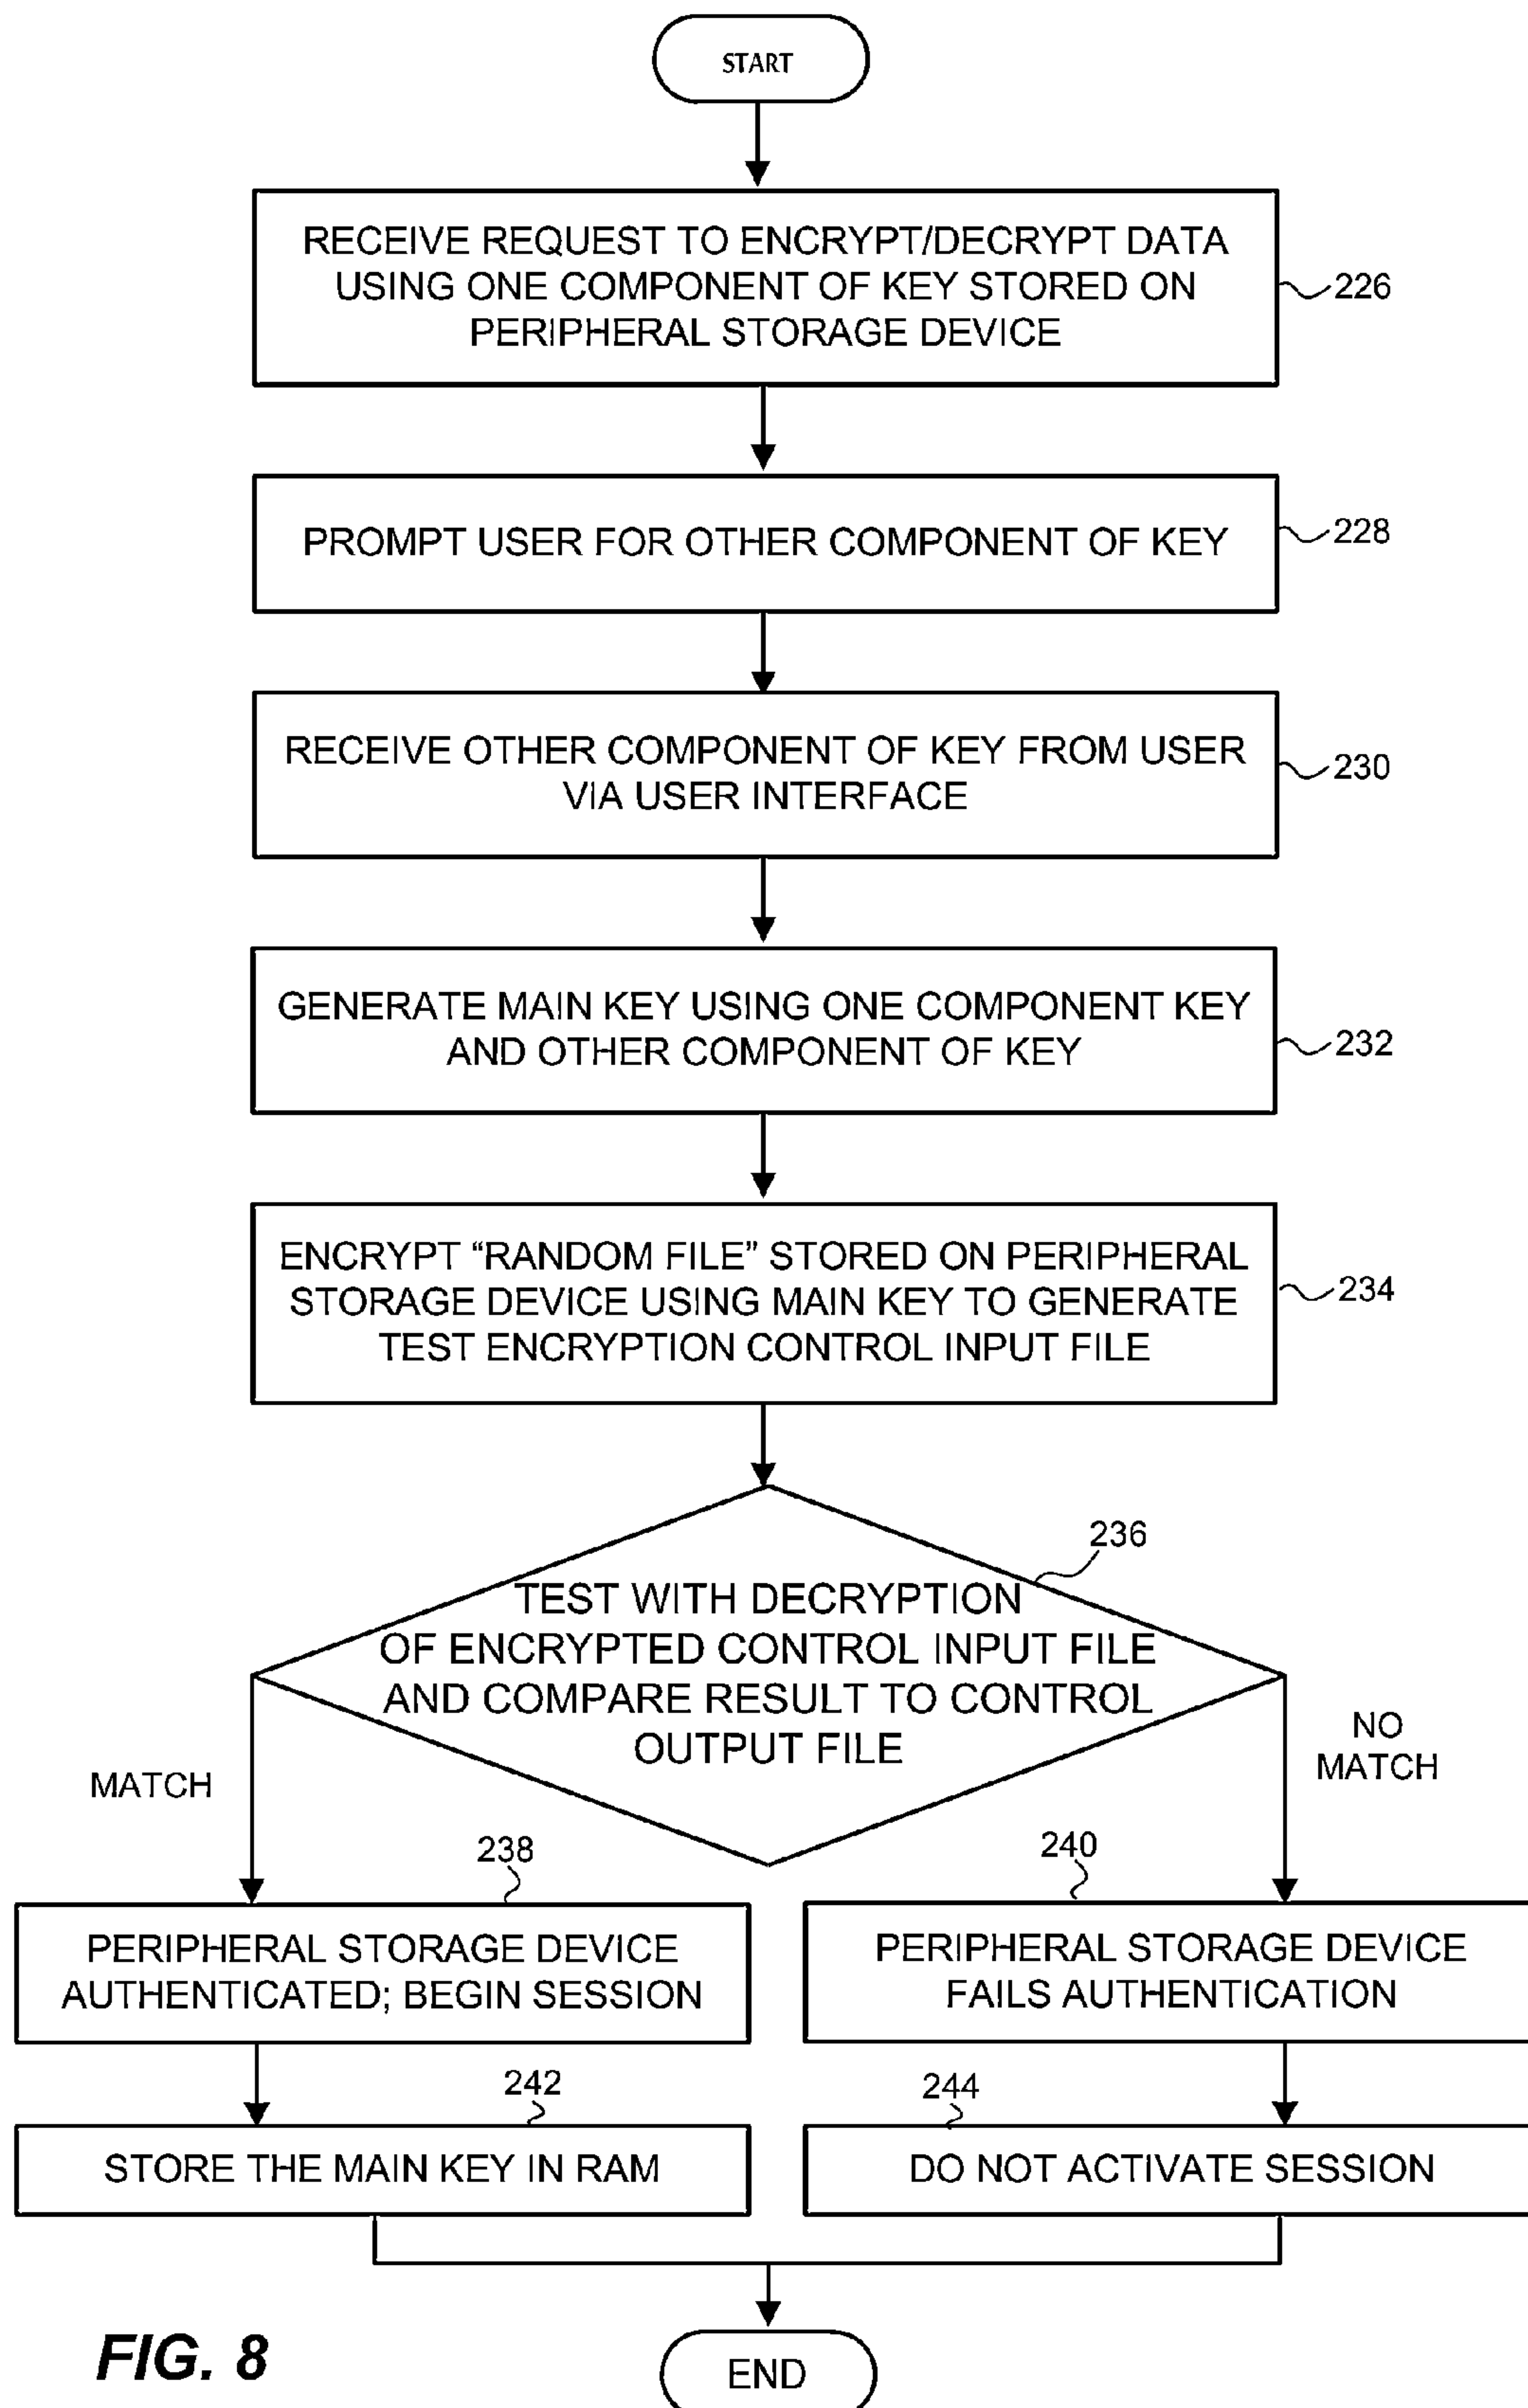 START
RECEIVE REQUEST TO ENCRYPT/DECRYPT DATA
USING ONE COMPONENT OF KEY STORED ON
PERIPHERAL STORAGE DEVICE
226
PROMPT USER FOR OTHER COMPONENT OF KEY
228
RECEIVE OTHER COMPONENT OF KEY FROM USER
VIA USER INTERFACE
230
GENERATE MAIN KEY USING ONE COMPONENT KEY
AND OTHER COMPONENT OF KEY
232
ENCRYPT “RANDOM FILE” STORED ON PERIPHERAL
STORAGE DEVICE USING MAIN KEY TO GENERATE
TEST ENCRYPTION CONTROL INPUT FILE
234
236
TEST WITH DECRYPTION
OF ENCRYPTED CONTROL INPUT FILE
AND COMPARE RESULT TO CONTROL
OUTPUT FILE
MATCH
NO
MATCH
238
PERIPHERAL STORAGE DEVICE
AUTHENTICATED; BEGIN SESSION
240
PERIPHERAL STORAGE DEVICE
FAILS AUTHENTICATION
242
STORE THE MAIN KEY IN RAM
244
DO NOT ACTIVATE SESSION
END
FIG. 8